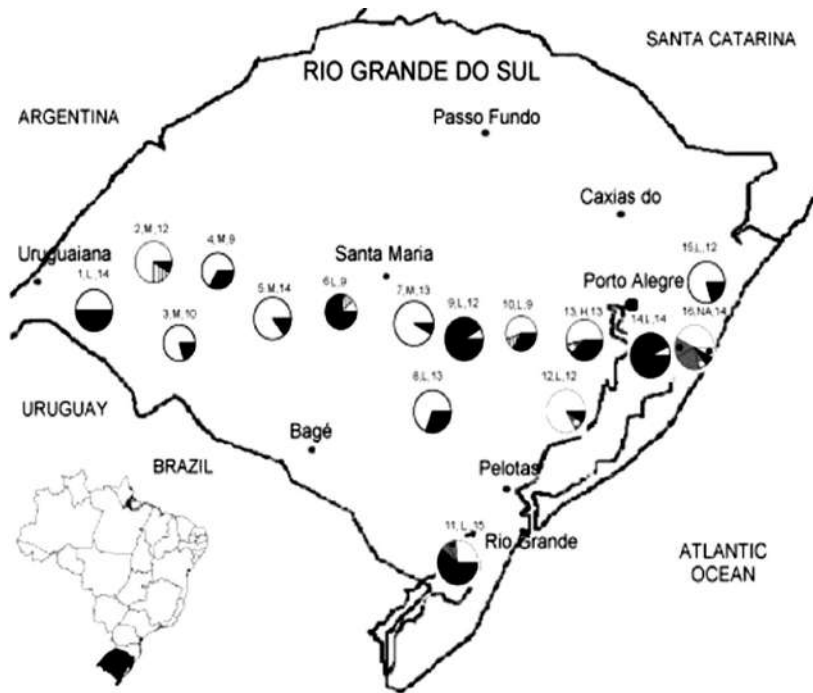 SANTA CATARINA
RIO GRANDE DO SUL
ARGENTINA
Passo Fundo
Caxias do
2,M,12
4,M,9
Uruguaiana
Santa Maria
15,L,12
1,L,14
6,L,9
Porto Alegre
5,M,14
7,M,13
9,L,12
10,L,9
13,H,13
14,L,14
16,NA,14
3,M,10
8,L,13
12,L,12
URUGUAY
Bagé
BRAZIL
Pelotas
11,L,15
Rio Grande
ATLANTIC
OCEAN